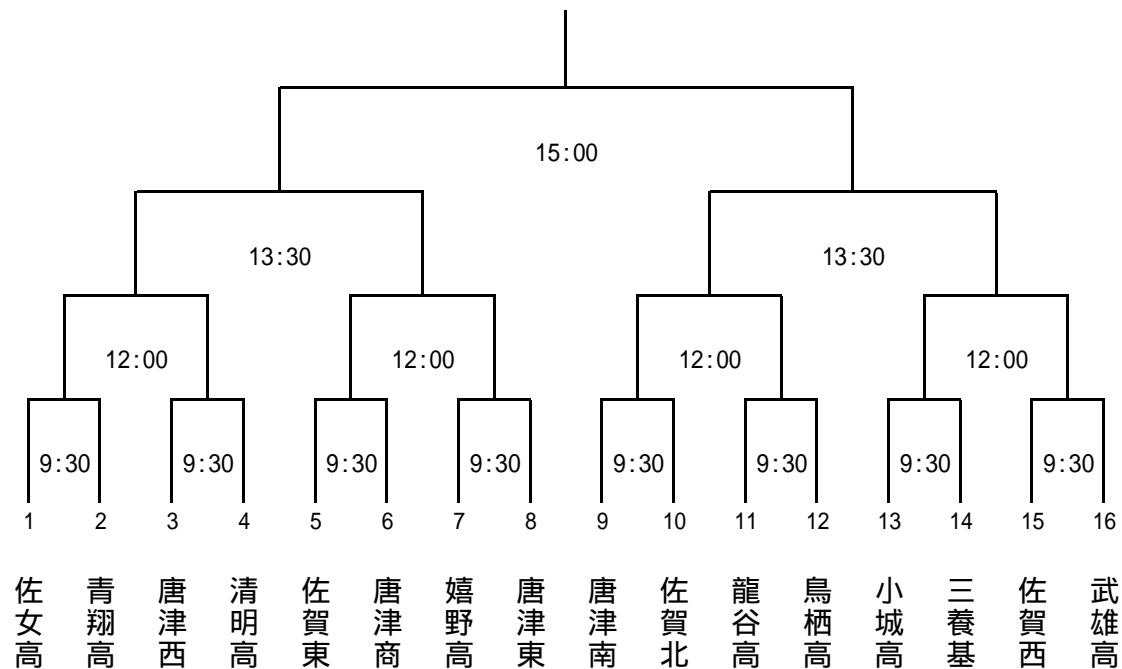 15:00
13:30
13:30
12:00
12:00
12:00
12:00
9:30
9:30
9:30
9:30
9:30
9:30
9:30
9:30
1
2
3
4
5
6
7
8
9
10
11
12
13
14
15
16
佐女高
青翔高
唐津西
清明高
佐賀東
唐津商
嬉野高
唐津東
唐津南
佐賀北
龍谷高
鳥栖高
小城高
三養基
佐賀西
武雄高